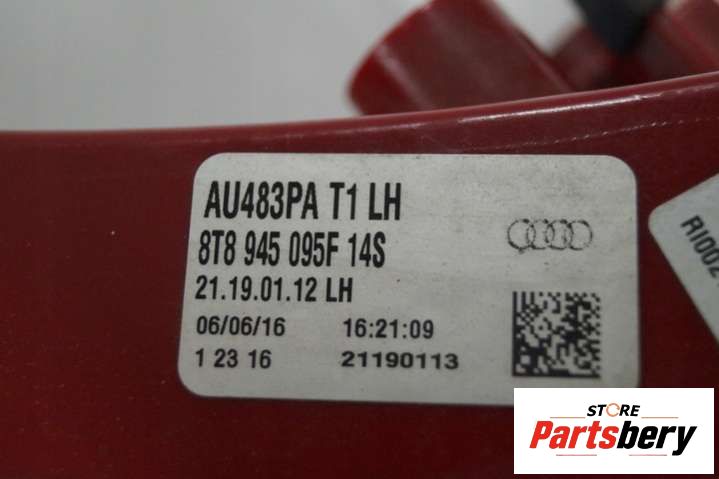 AU483PA T1 LH
8T8 945 095F 14S
21.19.01.12 LH
06/06/16 16:21:09
1 23 16 21190113
RI002
STORE
Partsbery